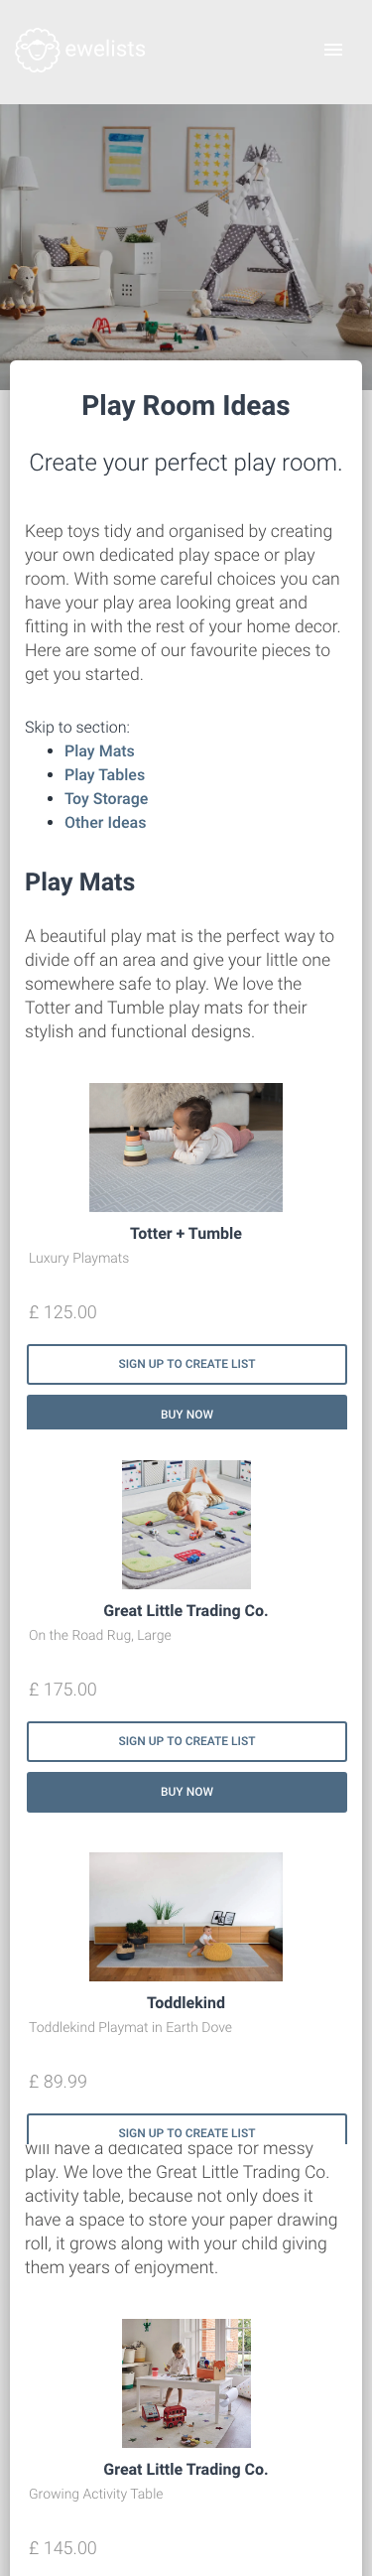 ewelists
Play Room Ideas
Create your perfect play room.
Keep toys tidy and organised by creating
your own dedicated play space or play
room. With some careful choices you can
have your play area looking great and
fitting in with the rest of your home decor.
Here are some of our favourite pieces to
get you started.
Skip to section:
Play Mats
Play Tables
Toy Storage
Other Ideas
Play Mats
A beautiful play mat is the perfect way to
divide off an area and give your little one
somewhere safe to play. We love the
Totter and Tumble play mats for their
stylish and functional designs.
Totter + Tumble
Luxury Playmats
£ 125.00
SIGN UP TO CREATE LIST
BUY NOW
Great Little Trading Co.
On the Road Rug, Large
£ 175.00
SIGN UP TO CREATE LIST
BUY NOW
Toddlekind
Toddlekind Playmat in Earth Dove
£ 89.99
SIGN UP TO CREATE LIST
will have a dedicated space for messy
play. We love the Great Little Trading Co.
activity table, because not only does it
have a space to store your paper drawing
roll, it grows along with your child giving
them years of enjoyment.
Great Little Trading Co.
Growing Activity Table
£ 145.00